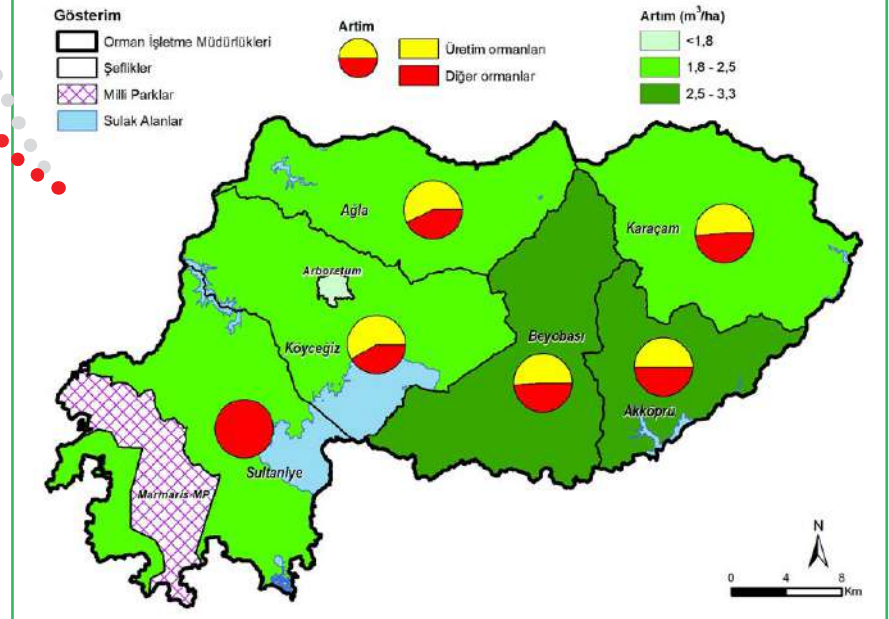 Gösterim
Orman İşletme Müdürlükleri
Şeflikler
Milli Parklar
Sulak Alanlar
Artim
Üretim ormanları
Diğer ormanlar
Artım (m³/ha)
<1,8
1,8 - 2,5
2,5 - 3,3
Ağla
Karaçam
Arboretum
Köyceğiz
Beyobası
Akköprü
Sultaniye
Marmaris MP
N
0 4 8
Km